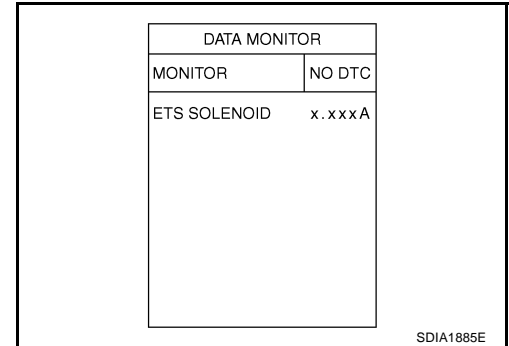 DATA MONITOR
MONITOR NO DTC
ETS SOLENOID x.xxxA
SDIA1885E